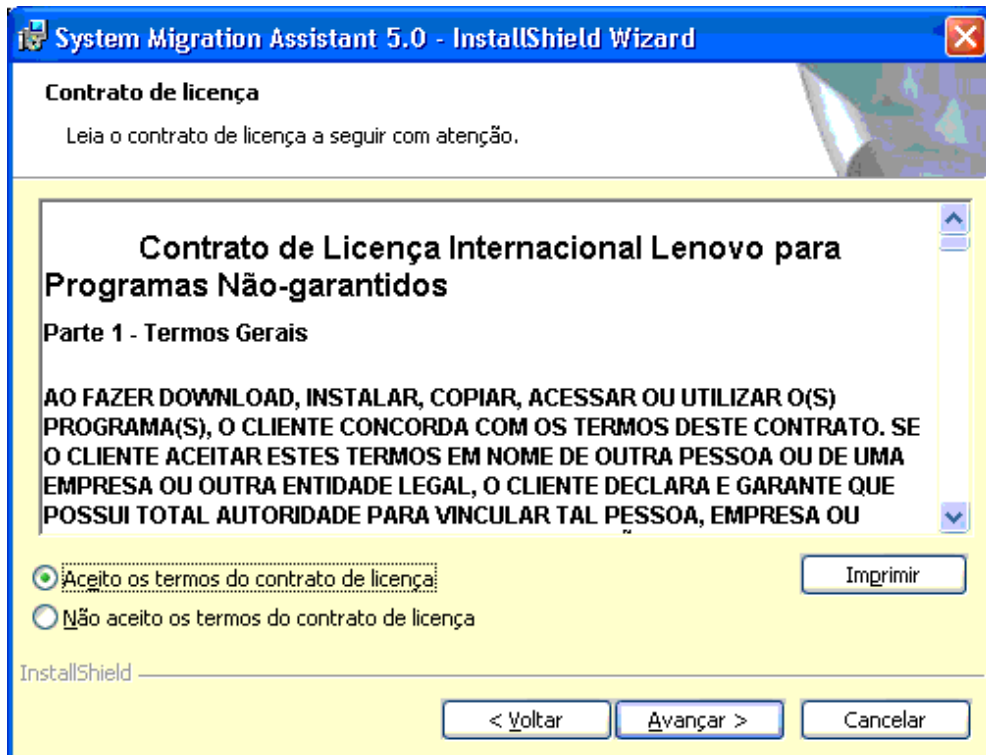 System Migration Assistant 5.0 - InstallShield Wizard
Contrato de licença
Leia o contrato de licença a seguir com atenção.
Contrato de Licença Internacional Lenovo para
Programas Não-garantidos
Parte 1 - Termos Gerais
AO FAZER DOWNLOAD, INSTALAR, COPIAR, ACESSAR OU UTILIZAR O(S)
PROGRAMA(S), O CLIENTE CONCORDA COM OS TERMOS DESTE CONTRATO. SE
O CLIENTE ACEITAR ESTES TERMOS EM NOME DE OUTRA PESSOA OU DE UMA
EMPRESA OU OUTRA ENTIDADE LEGAL, O CLIENTE DECLARA E GARANTE QUE
POSSUI TOTAL AUTORIDADE PARA VINCULAR TAL PESSOA, EMPRESA OU
Aceito os termos do contrato de licença
Imprimir
Não aceito os termos do contrato de licença
InstallShield
< Voltar
Avançar >
Cancelar